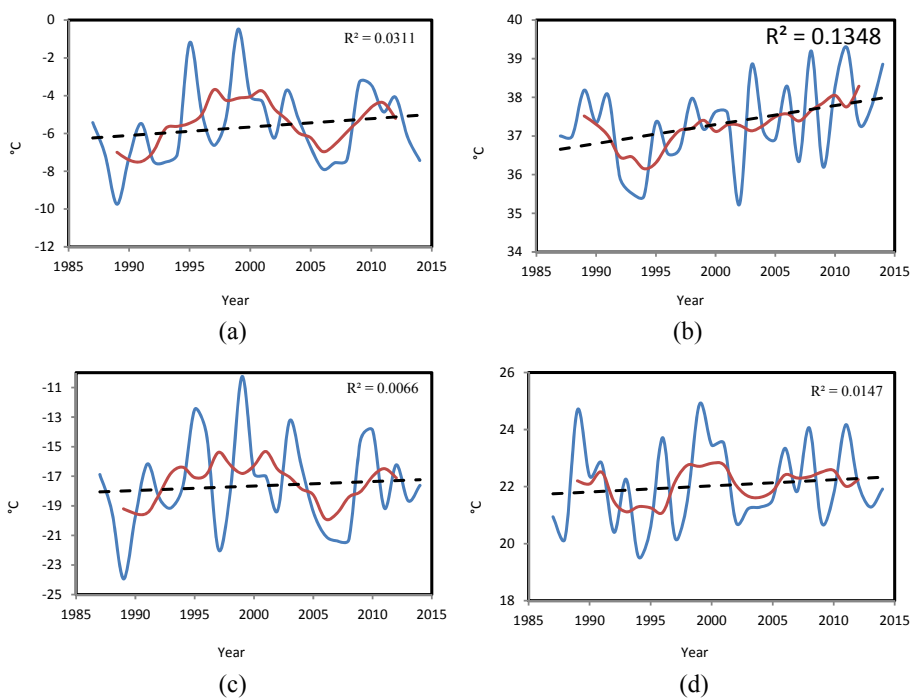 R² = 0.0311
0
-2
-4
-6
-8
-10
-12
°C
1985 1990 1995 2000 2005 2010 2015
Year
(a)
R² = 0.1348
40
39
38
37
36
35
34
°C
1985 1990 1995 2000 2005 2010 2015
Year
(b)
R² = 0.0066
-11
-13
-15
-17
-19
-21
-23
-25
°C
1985 1990 1995 2000 2005 2010 2015
Year
(c)
R² = 0.0147
26
24
22
20
18
°C
1985 1990 1995 2000 2005 2010 2015
Year
(d)